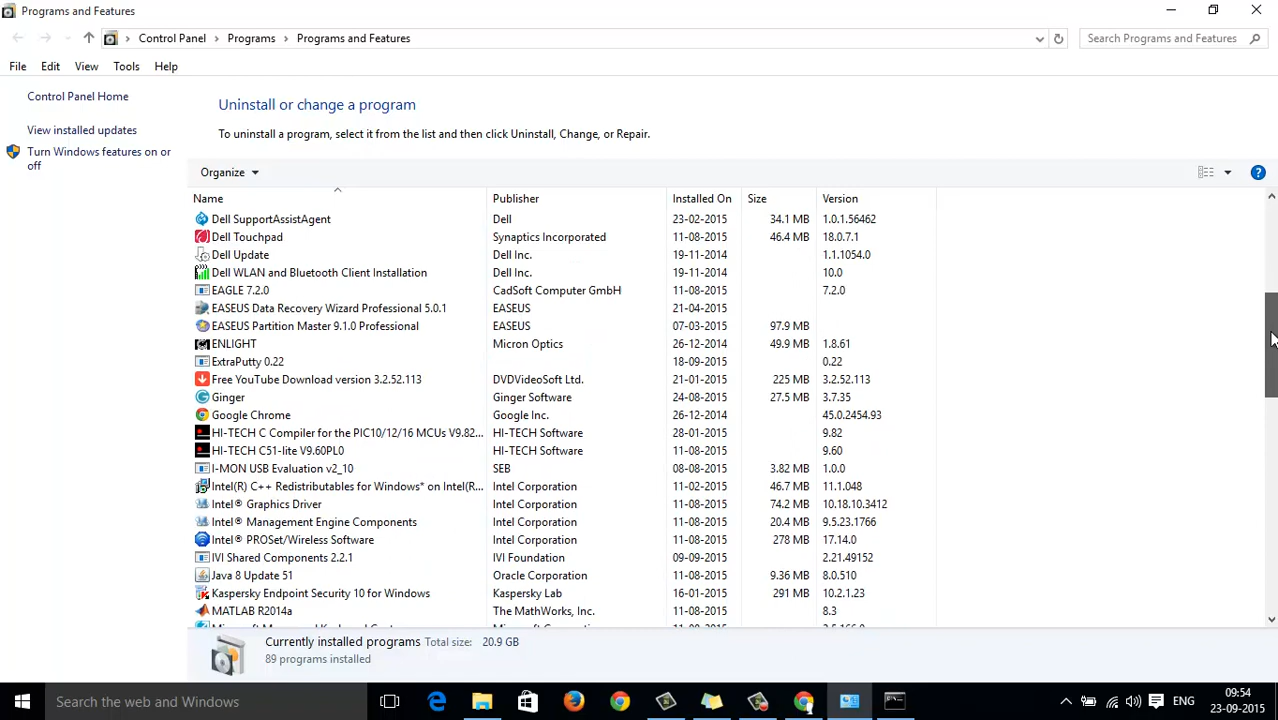 Programs and Features
Control Panel > Programs > Programs and Features
Search Programs and Features
File Edit View Tools Help
Control Panel Home
View installed updates
Turn Windows features on or
off
Uninstall or change a program
To uninstall a program, select it from the list and then click Uninstall, Change, or Repair.
Organize
Name Publisher Installed On Size Version
Dell SupportAssistAgent Dell 23-02-2015 34.1 MB 1.0.1.56462
Dell Touchpad Synaptics Incorporated 11-08-2015 46.4 MB 18.0.7.1
Dell Update Dell Inc. 19-11-2014 1.1.1054.0
Dell WLAN and Bluetooth Client Installation Dell Inc. 19-11-2014 10.0
EAGLE 7.2.0 CadSoft Computer GmbH 11-08-2015 7.2.0
EASEUS Data Recovery Wizard Professional 5.0.1 EASEUS 21-04-2015
EASEUS Partition Master 9.1.0 Professional EASEUS 07-03-2015 97.9 MB
ENLIGHT Micron Optics 26-12-2014 49.9 MB 1.8.61
ExtraPutty 0.22 18-09-2015 0.22
Free YouTube Download version 3.2.52.113 DVDVideoSoft Ltd. 21-01-2015 225 MB 3.2.52.113
Ginger Ginger Software 24-08-2015 27.5 MB 3.7.35
Google Chrome Google Inc. 26-12-2014 45.0.2454.93
HI-TECH C Compiler for the PIC10/12/16 MCUs V9.82... HI-TECH Software 28-01-2015 9.82
HI-TECH C51-lite V9.60PL0 HI-TECH Software 11-08-2015 9.60
I-MON USB Evaluation v2_10 SEB 08-08-2015 3.82 MB 1.0.0
Intel(R) C++ Redistributables for Windows* on Intel(R... Intel Corporation 11-02-2015 46.7 MB 11.1.048
Intel® Graphics Driver Intel Corporation 11-08-2015 74.2 MB 10.18.10.3412
Intel® Management Engine Components Intel Corporation 11-08-2015 20.4 MB 9.5.23.1766
Intel® PROSet/Wireless Software Intel Corporation 11-08-2015 278 MB 17.14.0
IVI Shared Components 2.2.1 IVI Foundation 09-09-2015 2.21.49152
Java 8 Update 51 Oracle Corporation 11-08-2015 9.36 MB 8.0.510
Kaspersky Endpoint Security 10 for Windows Kaspersky Lab 16-01-2015 291 MB 10.2.1.23
MATLAB R2014a The MathWorks, Inc. 11-08-2015 8.3
Currently installed programs Total size: 20.9 GB
89 programs installed
Search the web and Windows
ENG
09:54
23-09-2015